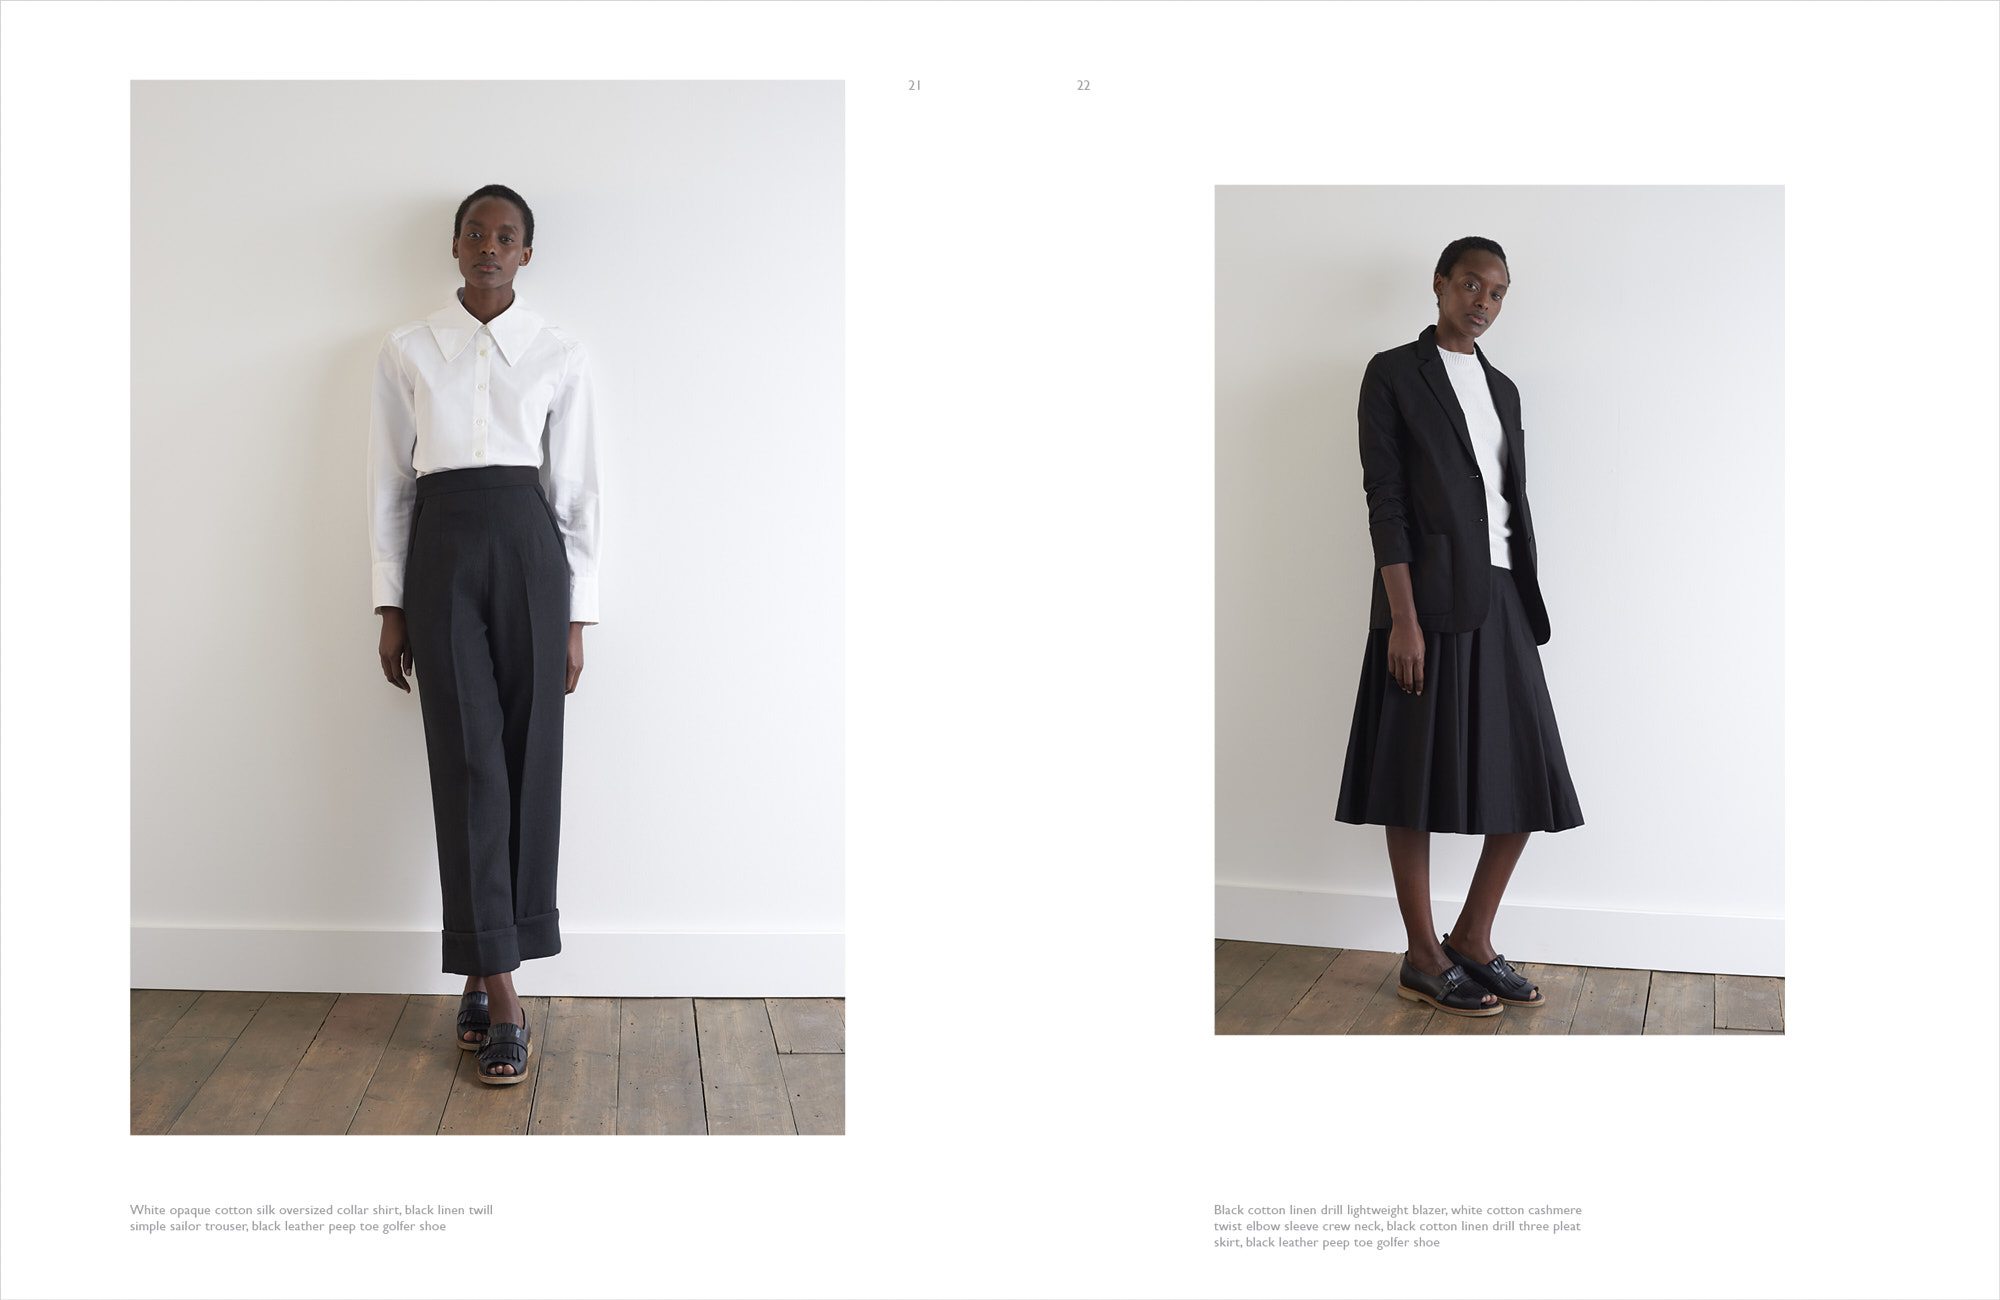 21
22
White opaque cotton silk oversized collar shirt, black linen twill
simple sailor trouser, black leather peep toe golfer shoe
Black cotton linen drill lightweight blazer, white cotton cashmere
twist elbow sleeve crew neck, black cotton linen drill three pleat
skirt, black leather peep toe golfer shoe